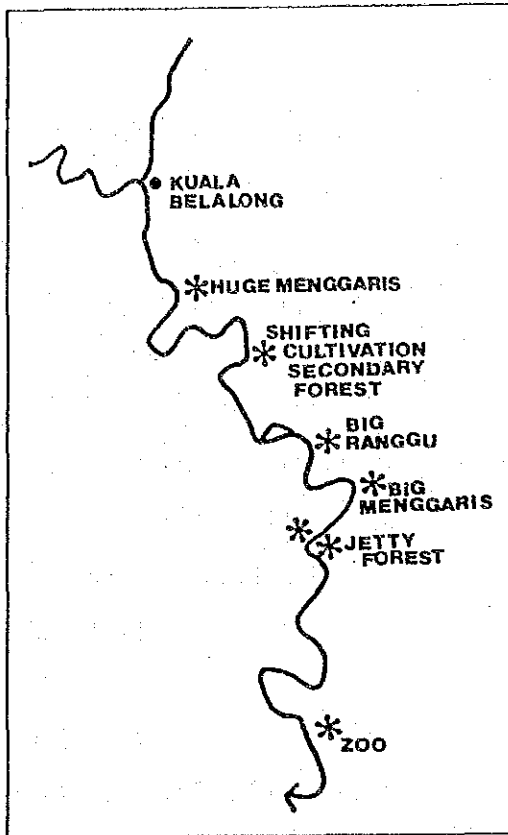 KUALA
BELALONG
HUGE MENGGARIS
SHIFTING
CULTIVATION
SECONDARY
FOREST
BIG
RANGGU
BIG
MENGGARIS
JETTY
FOREST
ZOO